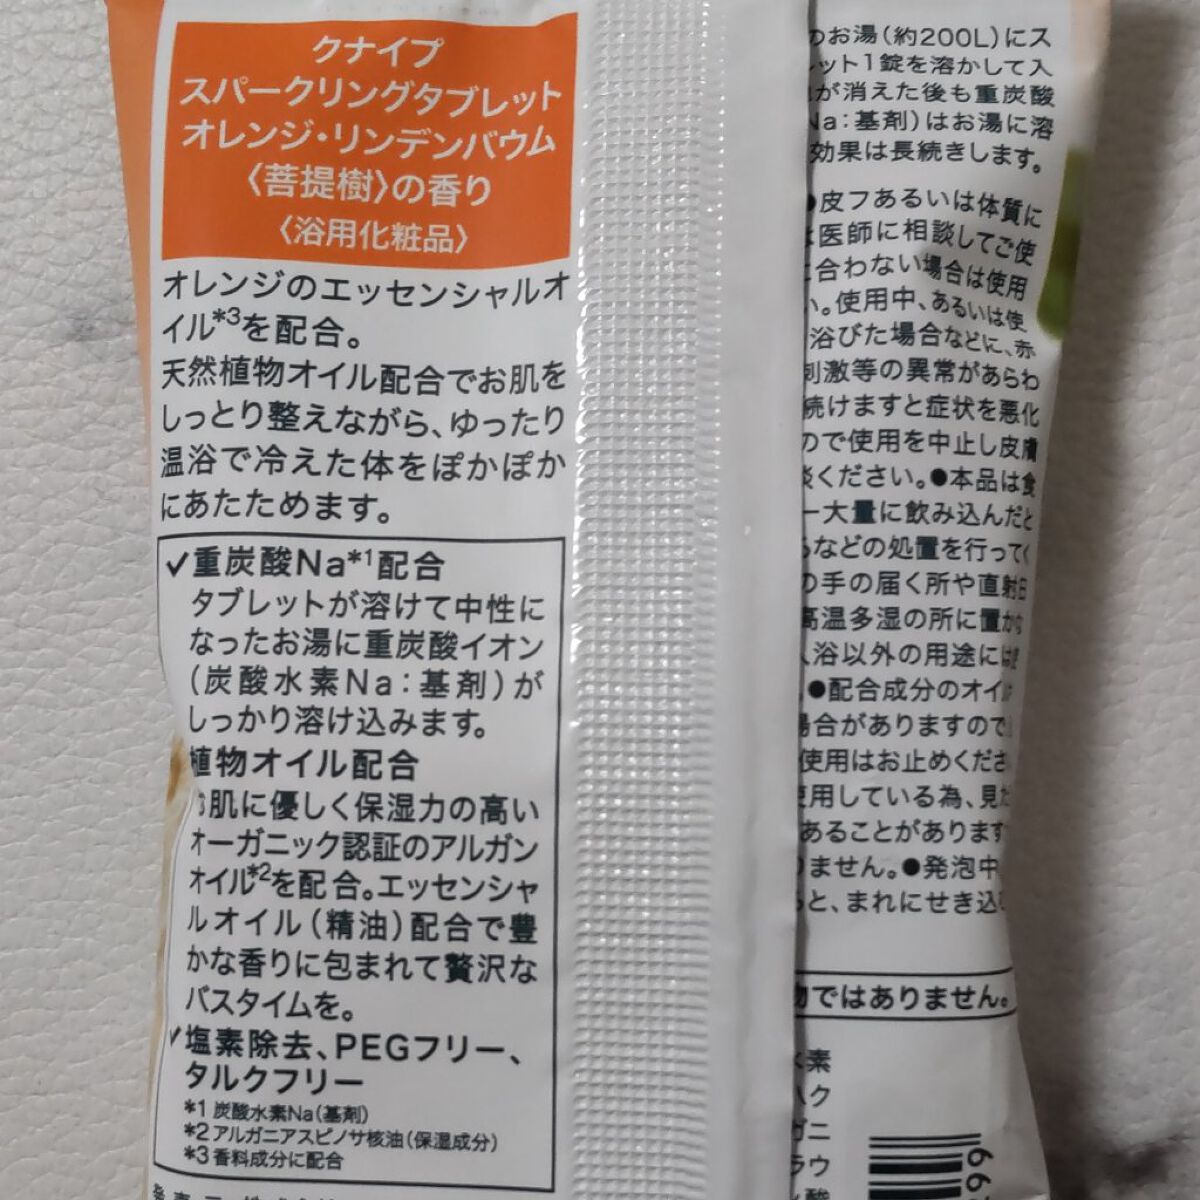 クナイプ
スパークリングタブレット
オレンジ・リンデンバウム
〈菩提樹〉の香り
〈浴用化粧品〉
オレンジのエッセンシャルオ
イル*3を配合。
天然植物オイル配合でお肌を
しっとり整えながら、ゆったり
温浴で冷えた体をぽかぽか
にあたためます。
✓重炭酸Na*1配合
タブレットが溶けて中性に
なったお湯に重炭酸イオン
(炭酸水素Na:基剤)が
しっかり溶け込みます。
植物オイル配合
肌に優しく保湿力の高い
オーガニック認証のアルガン
オイル*2を配合。エッセンシャ
ルオイル(精油)配合で豊
かな香りに包まれて贅沢な
バスタイムを。
✓塩素除去、PEGフリー、
タルクフリー
*1 炭酸水素Na(基剤)
*2 アルガニアスピノサ核油(保湿成分)
*3 香料成分に配合
のお湯(約200L)にス
ット1錠を溶かして入
が消えた後も重炭酸
Na:基剤)はお湯に溶
効果は長続きします。
●皮フあるいは体質に
医師に相談してご使
合わない場合は使用
い。使用中、あるいは使
浴びた場合などに、赤
刺激等の異常があらわ
続けますと症状を悪化
ので使用を中止し皮膚
ください。●本品は食
一大量に飲み込んだと
などの処置を行ってく
の手の届く所や直射日
高温多湿の所に置かな
浴以外の用途には使
●配合成分のオイル
場合がありますので
使用はお止めくださ
使用している為、見た
あることがあります
りません。●発泡中
と、まれにせき込
物ではありません。
水素
ク
ガニ
ラウ
酸